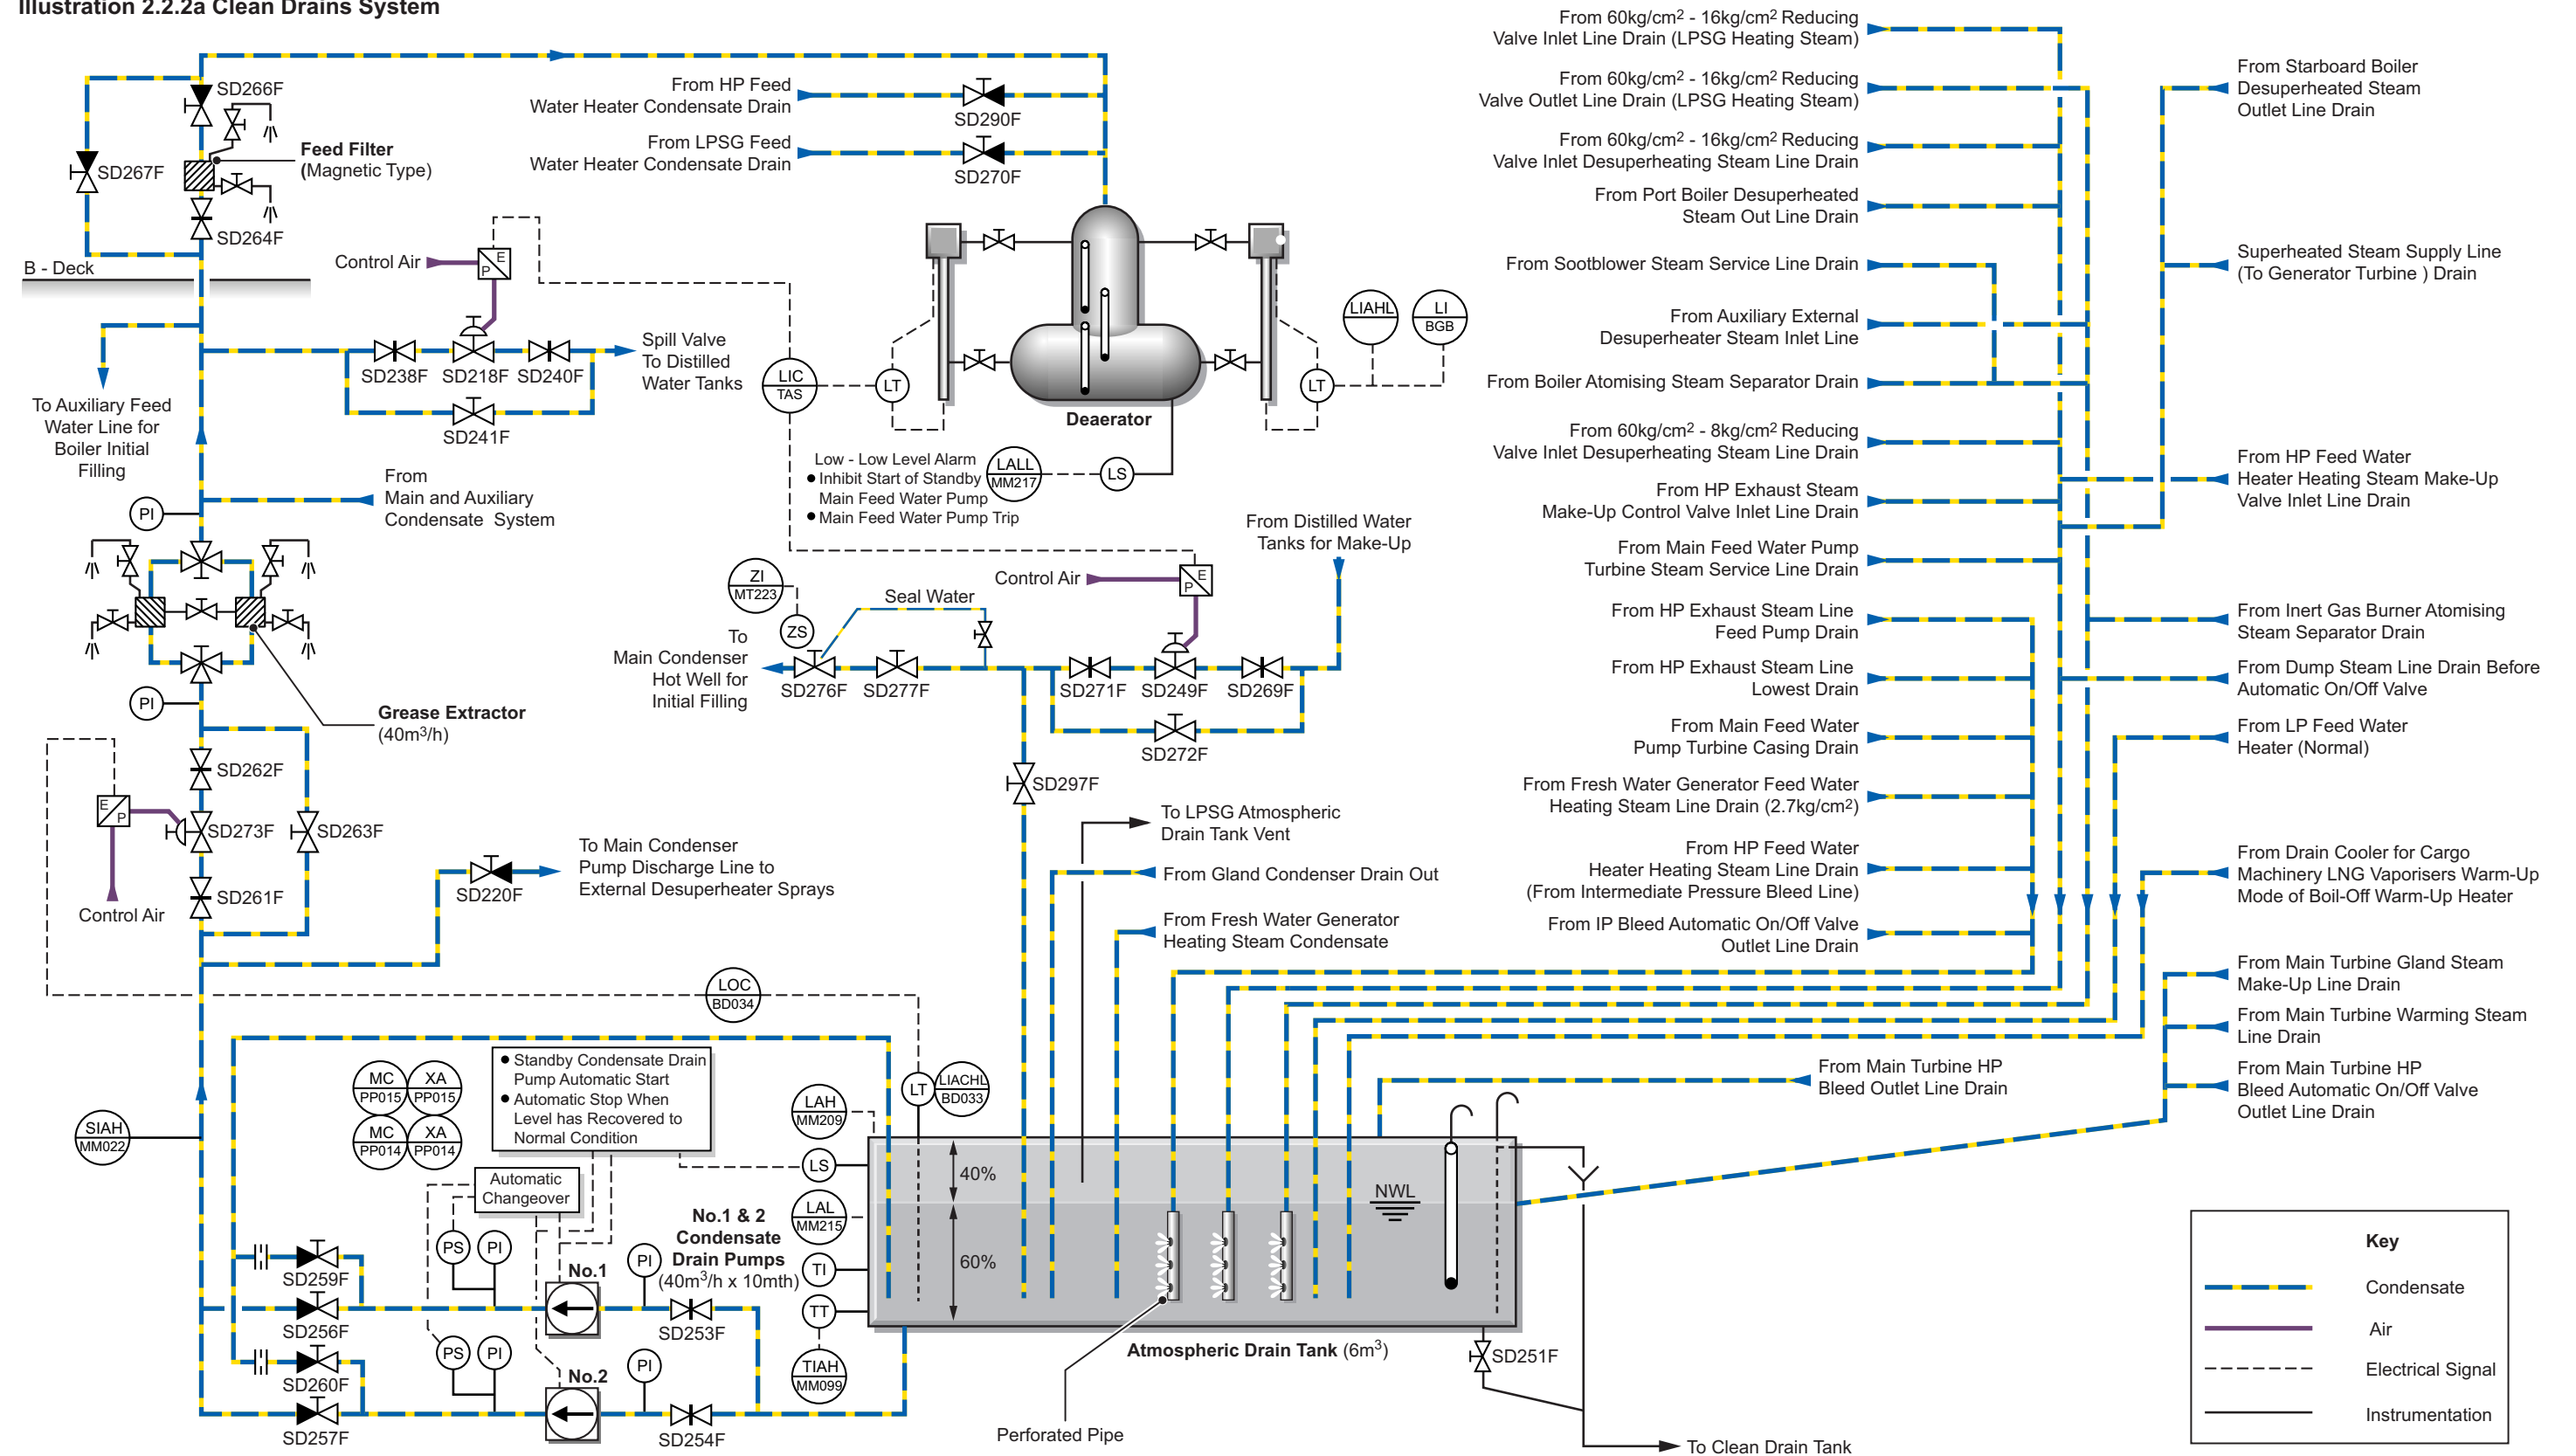 Illustration 2.2.2a Clean Drains System
SD266F
Feed Filter
(Magnetic Type)
SD267F
SD264F
B - Deck
From HP Feed
Water Heater Condensate Drain
SD290F
From LPSG Feed
Water Heater Condensate Drain
SD270F
Control Air
E
P
SD238F
SD218F
SD240F
SD241F
Spill Valve
To Distilled
Water Tanks
To Auxiliary Feed
Water Line for
Boiler Initial
Filling
From
Main and Auxiliary
Condensate System
PI
PI
Grease Extractor
(40m³/h)
LIC
TAS
LT
LT
LIAHL
LI
BGB
Deaerator
Low - Low Level Alarm
● Inhibit Start of Standby
Main Feed Water Pump
● Main Feed Water Pump Trip
LALL
MM217
LS
From Distilled Water
Tanks for Make-Up
Control Air
E
P
ZI
MT223
ZS
Seal Water
To
Main Condenser
Hot Well for
Initial Filling
SD276F
SD277F
SD271F
SD249F
SD269F
SD272F
SD297F
SD262F
E
P
SD273F
SD263F
SD261F
Control Air
SD220F
To Main Condenser
Pump Discharge Line to
External Desuperheater Sprays
To LPSG Atmospheric
Drain Tank Vent
From Gland Condenser Drain Out
From Fresh Water Generator
Heating Steam Condensate
LOC
BD034
SIAH
MM022
MC
PP015
XA
PP015
MC
PP014
XA
PP014
● Standby Condensate Drain
Pump Automatic Start
● Automatic Stop When
Level has Recovered to
Normal Condition
Automatic
Changeover
LT
LIACHL
BD033
LAH
MM209
LS
LAL
MM215
TI
TT
TIAH
MM099
No.1 & 2
Condensate
Drain Pumps
(40m³/h x 10mth)
PS
PI
No.1
PI
SD259F
SD256F
SD253F
PS
PI
No.2
PI
SD260F
SD257F
SD254F
40%
60%
NWL
Atmospheric Drain Tank (6m³)
Perforated Pipe
SD251F
To Clean Drain Tank
From 60kg/cm² - 16kg/cm² Reducing
Valve Inlet Line Drain (LPSG Heating Steam)
From 60kg/cm² - 16kg/cm² Reducing
Valve Outlet Line Drain (LPSG Heating Steam)
From 60kg/cm² - 16kg/cm² Reducing
Valve Inlet Desuperheating Steam Line Drain
From Port Boiler Desuperheated
Steam Out Line Drain
From Sootblower Steam Service Line Drain
From Auxiliary External
Desuperheater Steam Inlet Line
From Boiler Atomising Steam Separator Drain
From 60kg/cm² - 8kg/cm² Reducing
Valve Inlet Desuperheating Steam Line Drain
From HP Exhaust Steam
Make-Up Control Valve Inlet Line Drain
From Main Feed Water Pump
Turbine Steam Service Line Drain
From HP Exhaust Steam Line
Feed Pump Drain
From HP Exhaust Steam Line
Lowest Drain
From Main Feed Water
Pump Turbine Casing Drain
From Fresh Water Generator Feed Water
Heating Steam Line Drain (2.7kg/cm²)
From HP Feed Water
Heater Heating Steam Line Drain
(From Intermediate Pressure Bleed Line)
From IP Bleed Automatic On/Off Valve
Outlet Line Drain
From Main Turbine HP
Bleed Outlet Line Drain
From Starboard Boiler
Desuperheated Steam
Outlet Line Drain
Superheated Steam Supply Line
(To Generator Turbine ) Drain
From HP Feed Water
Heater Heating Steam Make-Up
Valve Inlet Line Drain
From Inert Gas Burner Atomising
Steam Separator Drain
From Dump Steam Line Drain Before
Automatic On/Off Valve
From LP Feed Water
Heater (Normal)
From Drain Cooler for Cargo
Machinery LNG Vaporisers Warm-Up
Mode of Boil-Off Warm-Up Heater
From Main Turbine Gland Steam
Make-Up Line Drain
From Main Turbine Warming Steam
Line Drain
From Main Turbine HP
Bleed Automatic On/Off Valve
Outlet Line Drain
Key
Condensate
Air
Electrical Signal
Instrumentation